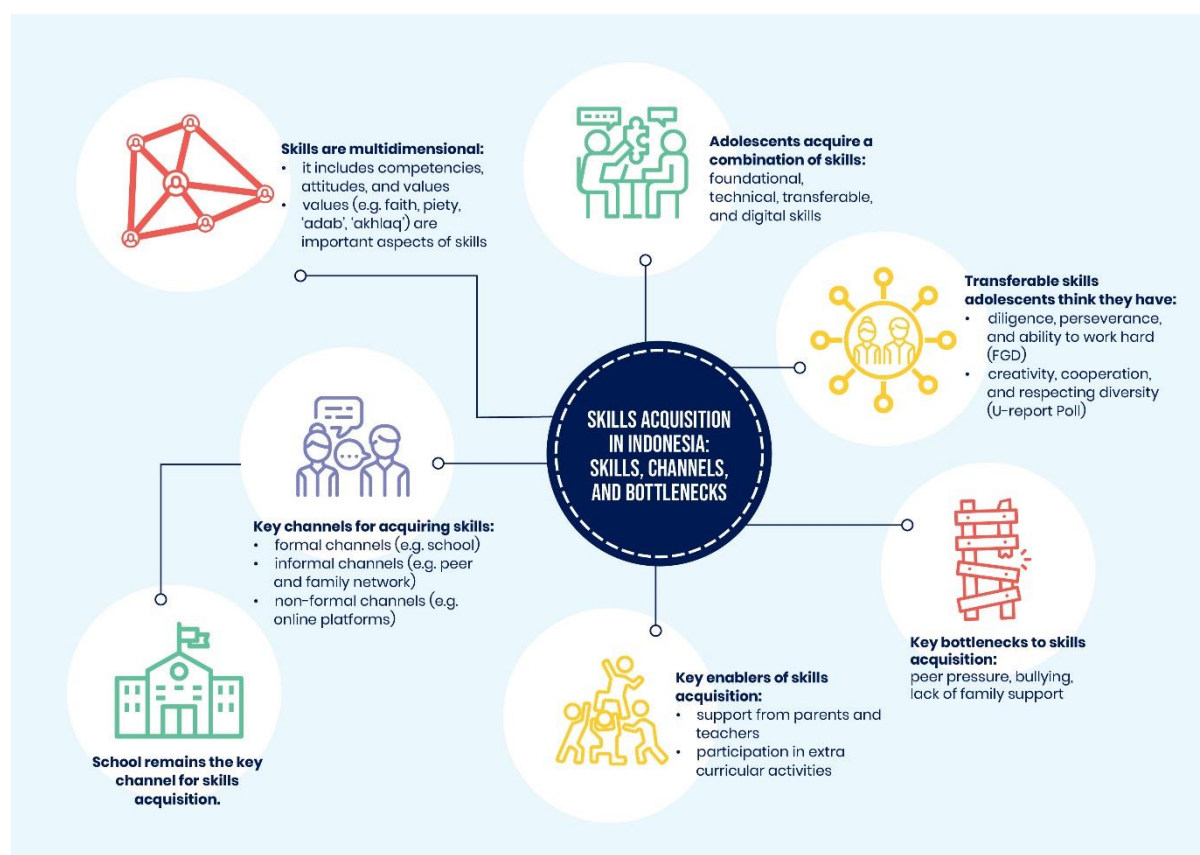 Skills are multidimensional:
• it includes competencies,
attitudes, and values
• values (e.g. faith, piety,
'adab', 'akhlaq') are
important aspects of skills
Adolescents acquire a
combination of skills:
foundational,
technical, transferable,
and digital skills
Transferable skills
adolescents think they have:
• diligence, perseverance,
and ability to work hard
(FGD)
• creativity, cooperation,
and respecting diversity
(U-report Poll)
SKILLS ACQUISITION
IN INDONESIA:
SKILLS, CHANNELS,
AND BOTTLENECKS
Key channels for acquiring skills:
• formal channels (e.g. school)
• informal channels (e.g. peer
and family network)
• non-formal channels (e.g.
online platforms)
Key bottlenecks to skills
acquisition:
peer pressure, bullying,
lack of family support
Key enablers of skills
acquisition:
• support from parents and
teachers
• participation in extra
curricular activities
School remains the key
channel for skills
acquisition.